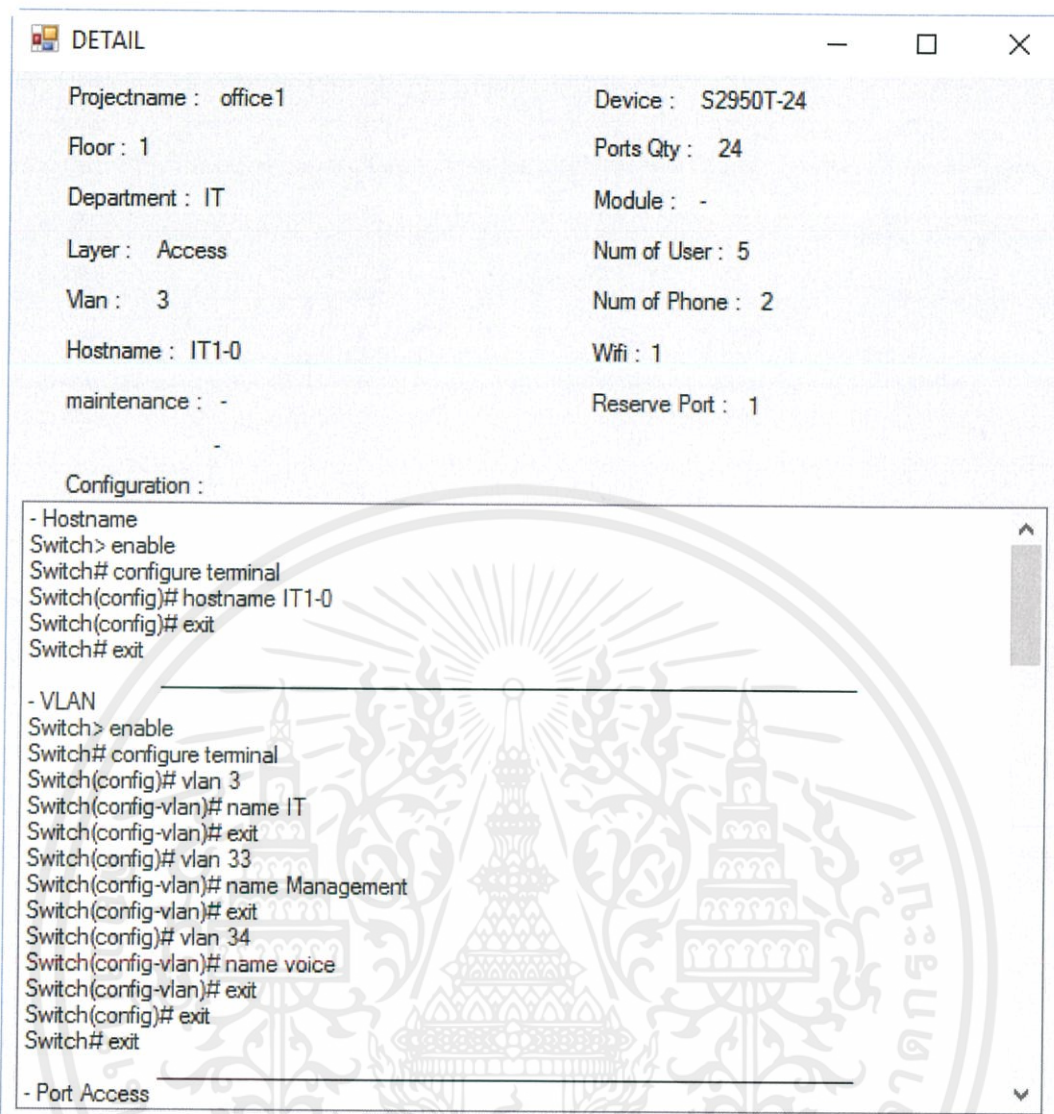 DETAIL
Projectname : office1
Device : S2950T-24
Floor : 1
Ports Qty : 24
Department : IT
Module : -
Layer : Access
Num of User : 5
Vlan : 3
Num of Phone : 2
Hostname : IT1-0
Wifi : 1
maintenance : -
Reserve Port : 1
-
Configuration :
- Hostname
Switch> enable
Switch# configure terminal
Switch(config)# hostname IT1-0
Switch(config)# exit
Switch# exit
- VLAN
Switch> enable
Switch# configure terminal
Switch(config)# vlan 3
Switch(config-vlan)# name IT
Switch(config-vlan)# exit
Switch(config)# vlan 33
Switch(config-vlan)# name Management
Switch(config-vlan)# exit
Switch(config)# vlan 34
Switch(config-vlan)# name voice
Switch(config-vlan)# exit
Switch(config)# exit
Switch# exit
- Port Access